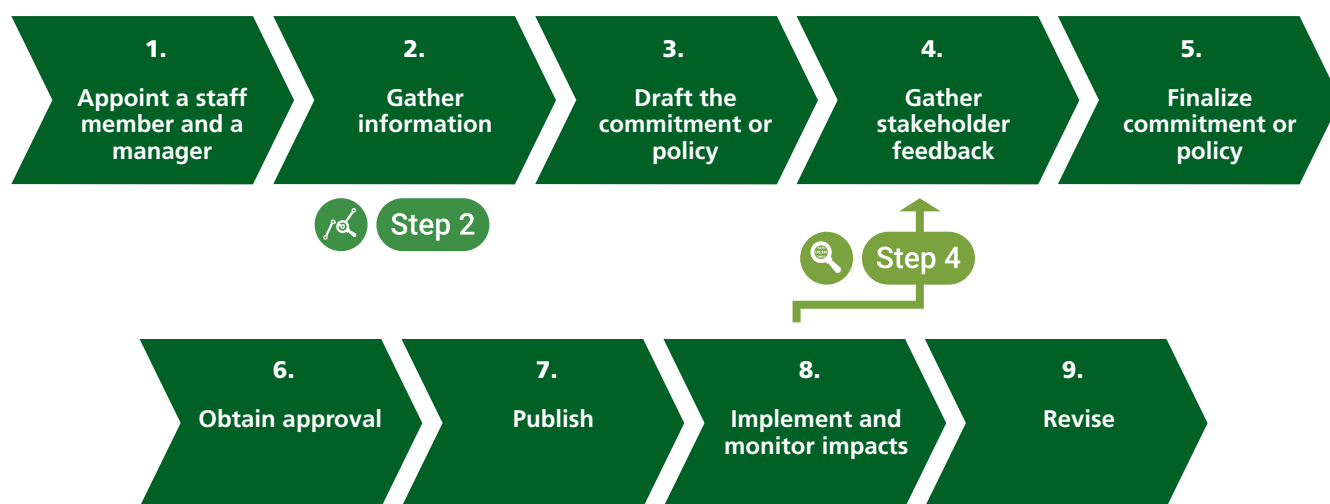 1.
Appoint a staff
member and a
manager
2.
Gather
information
3.
Draft the
commitment or
policy
4.
Gather
stakeholder
feedback
5.
Finalize
commitment or
policy
Step 2
Step 4
6.
Obtain approval
7.
Publish
8.
Implement and
monitor impacts
9.
Revise